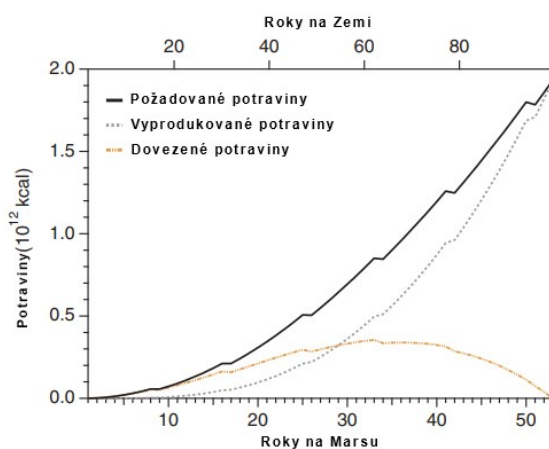 Roky na Zemi
20 40 60 80
2.0
Požadované potraviny
Vyprodukované potraviny
Dovezené potraviny
1.5
1.0
0.5
0.0
Potraviny(10¹² kcal)
10 20 30 40 50
Roky na Marsu